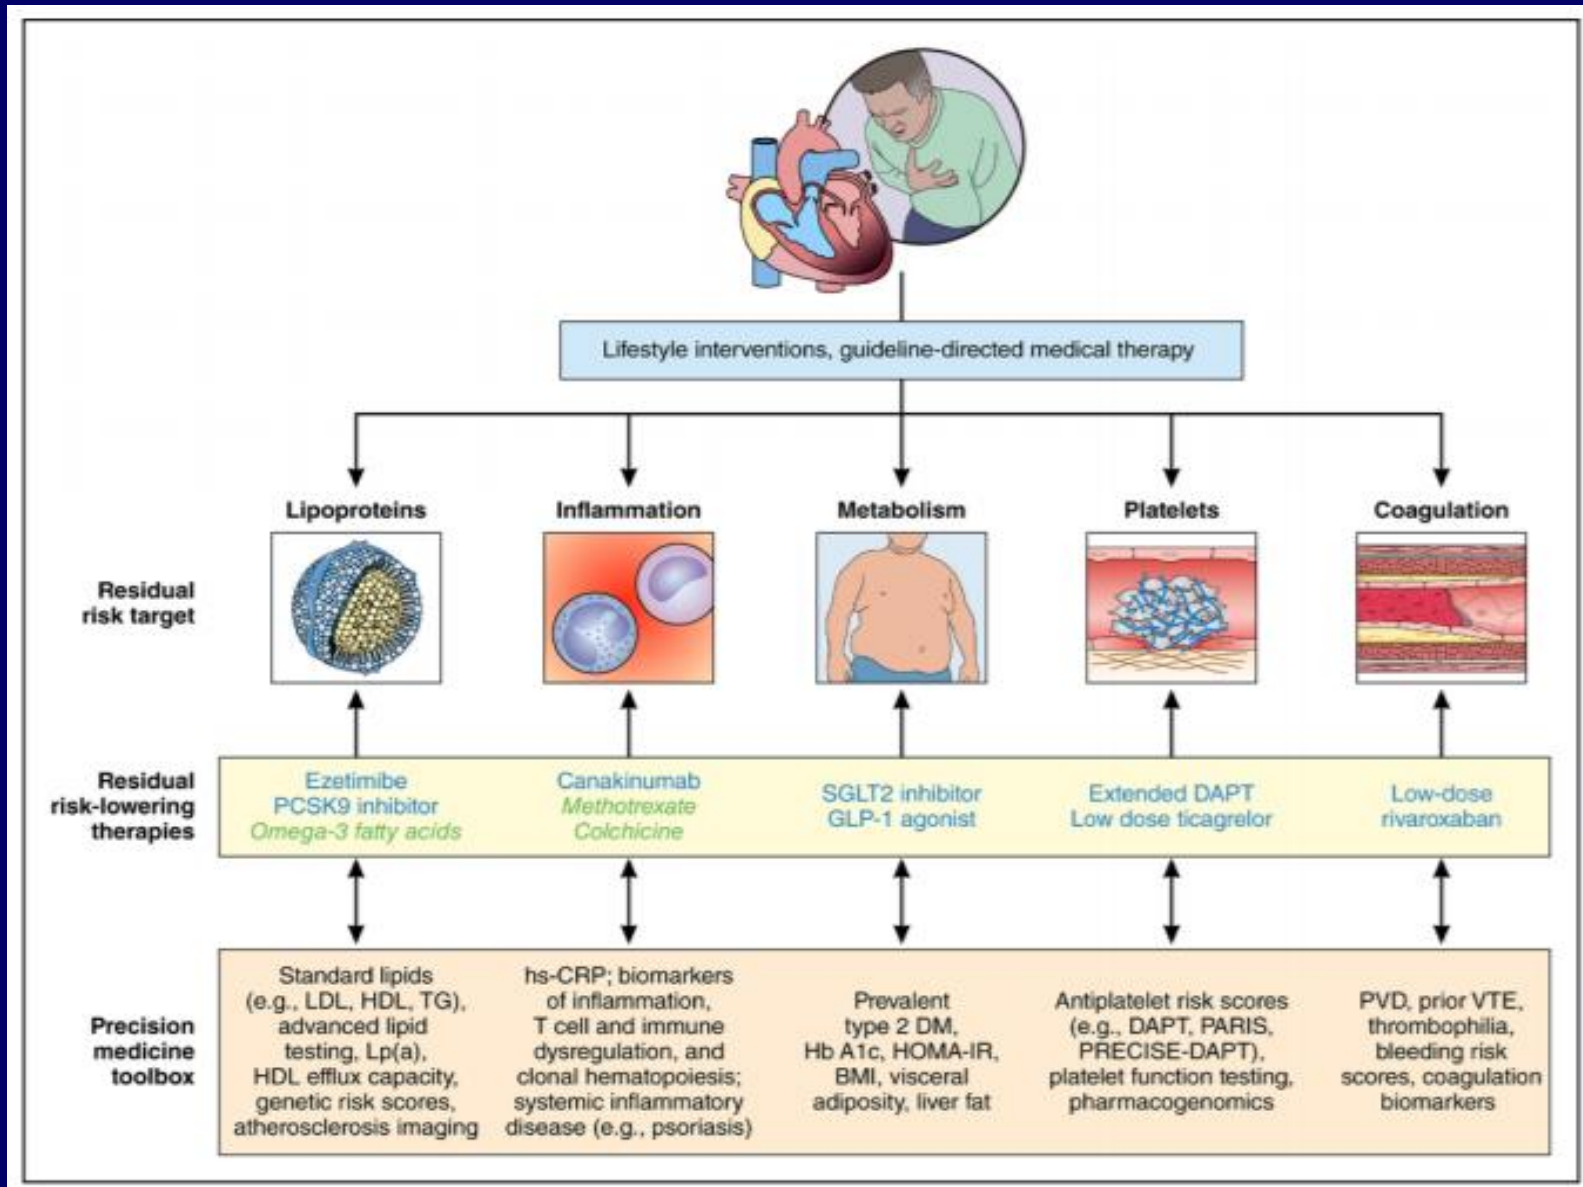 Lifestyle interventions, guideline-directed medical therapy
Lipoproteins
Inflammation
Metabolism
Platelets
Coagulation
Residual
risk target
Residual
risk-lowering
therapies
Ezetimibe
PCSK9 inhibitor
Omega-3 fatty acids
Canakinumab
Methotrexate
Colchicine
SGLT2 inhibitor
GLP-1 agonist
Extended DAPT
Low dose ticagrelor
Low-dose
rivaroxaban
Precision
medicine
toolbox
Standard lipids
(e.g., LDL, HDL, TG),
advanced lipid
testing, Lp(a),
HDL efflux capacity,
genetic risk scores,
atherosclerosis imaging
hs-CRP; biomarkers
of inflammation,
T cell and immune
dysregulation, and
clonal hematopoiesis;
systemic inflammatory
disease (e.g., psoriasis)
Prevalent
type 2 DM,
Hb A1c, HOMA-IR,
BMI, visceral
adiposity, liver fat
Antiplatelet risk scores
(e.g., DAPT, PARIS,
PRECISE-DAPT),
platelet function testing,
pharmacogenomics
PVD, prior VTE,
thrombophilia,
bleeding risk
scores, coagulation
biomarkers